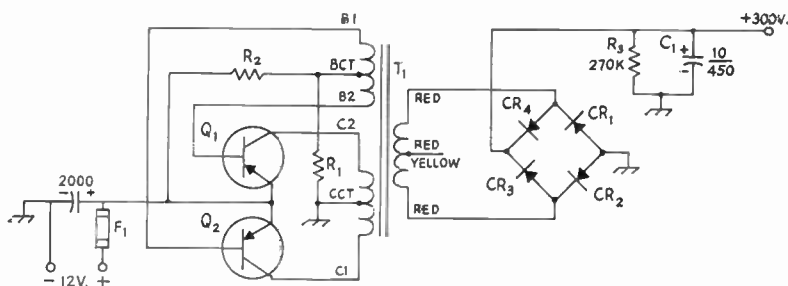 B1
+300V.
R2
BCT
T1
R3
270K
C1 +
-
10
450
B2
RED
Q1
C2
CR4
CR1
RED
YELLOW
R1
2000
- +
CCT
CR3
CR2
F1
Q2
RED
C1
- 12V. +